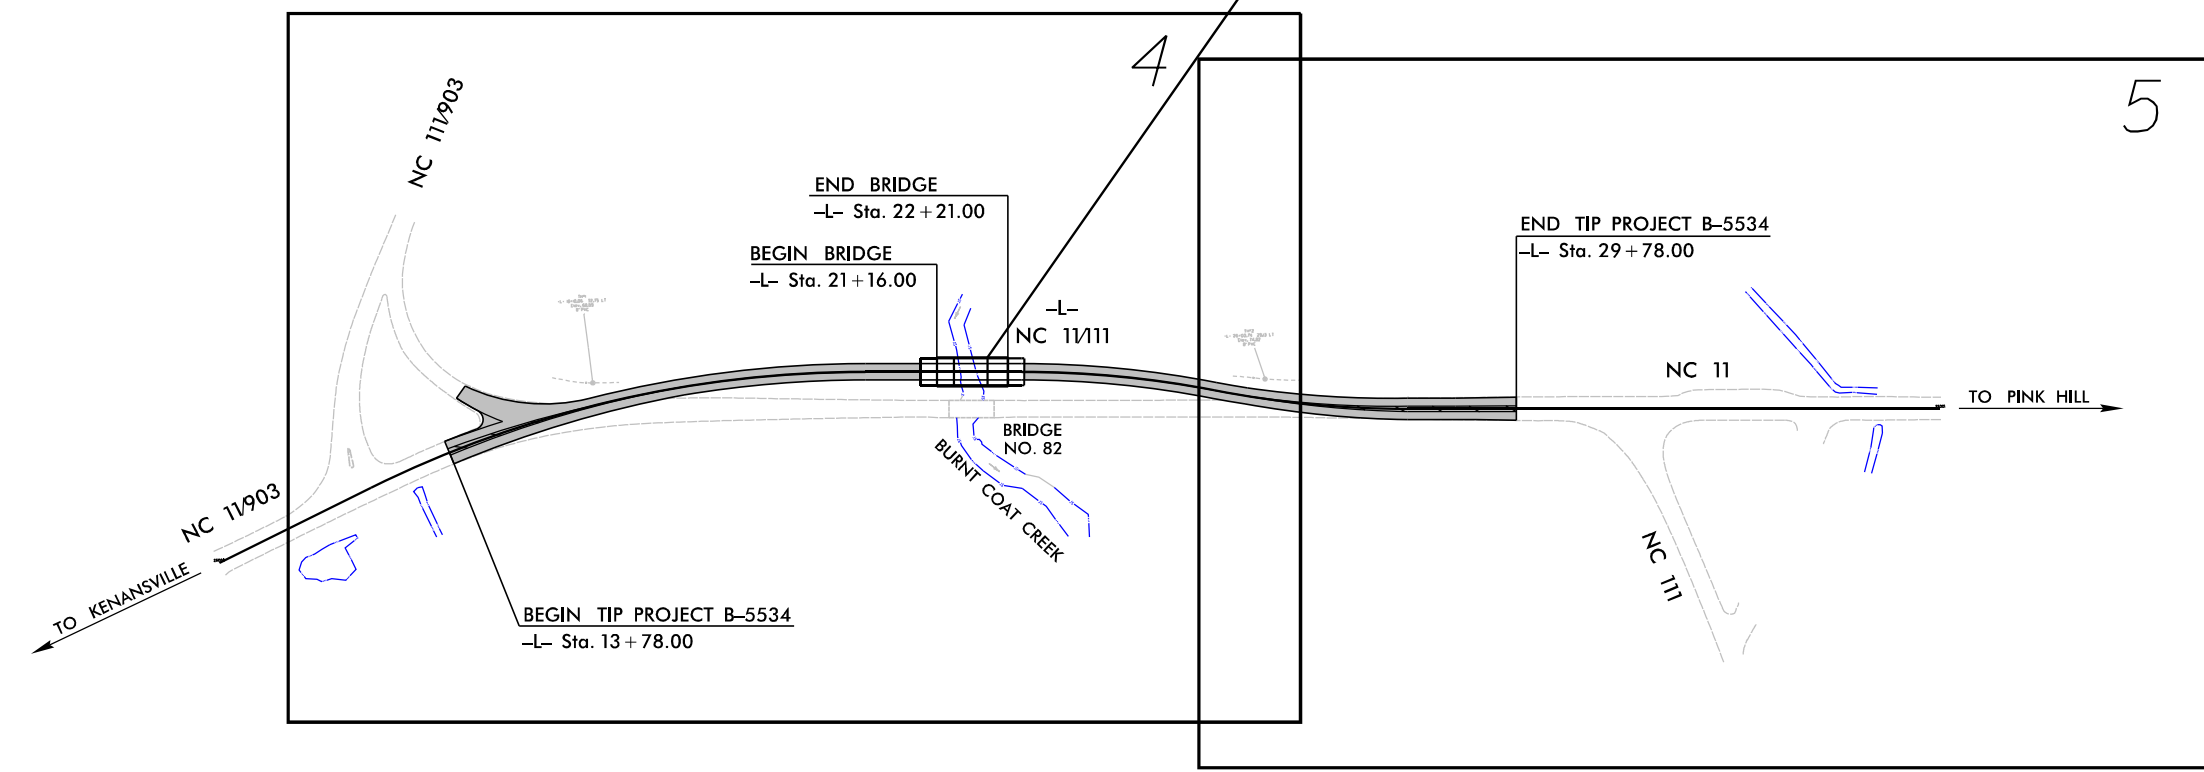 4
5
NC 111/903
END BRIDGE
-L- Sta. 22+21.00
BEGIN BRIDGE
-L- Sta. 21+16.00
END TIP PROJECT B-5534
-L- Sta. 29+78.00
-L-
NC 11/111
NC 11
TO PINK HILL
BRIDGE
NO. 82
BURNT COAT CREEK
NC 11/903
TO KENANSVILLE
NC 111
BEGIN TIP PROJECT B-5534
-L- Sta. 13+78.00